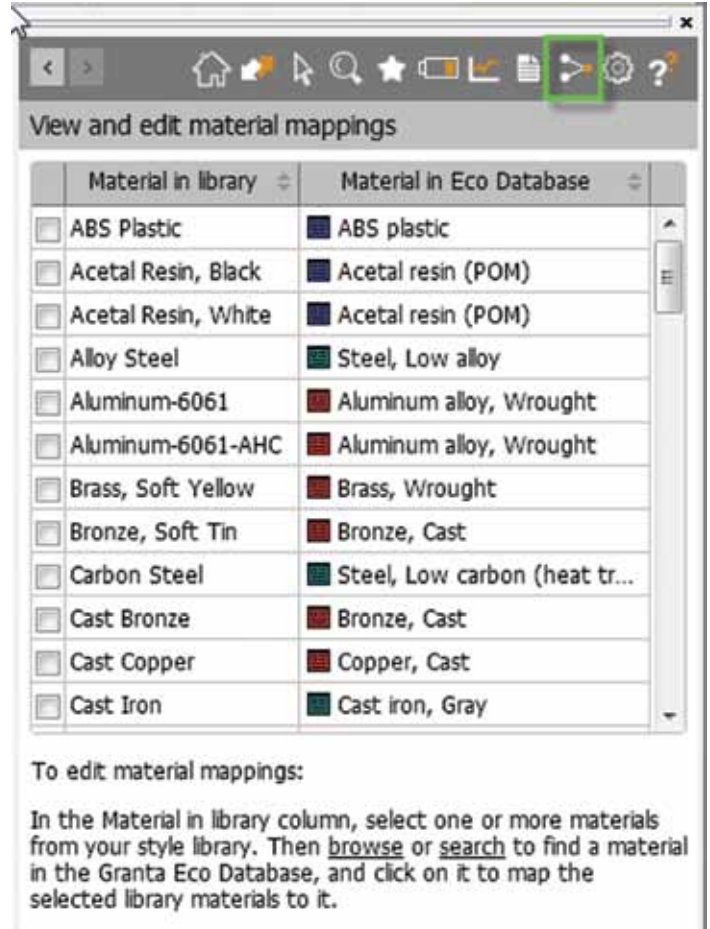 View and edit material mappings
Material in library Material in Eco Database
ABS Plastic ABS plastic
Acetal Resin, Black Acetal resin (POM)
Acetal Resin, White Acetal resin (POM)
Alloy Steel Steel, Low alloy
Aluminum-6061 Aluminum alloy, Wrought
Aluminum-6061-AHC Aluminum alloy, Wrought
Brass, Soft Yellow Brass, Wrought
Bronze, Soft Tin Bronze, Cast
Carbon Steel Steel, Low carbon (heat tr...
Cast Bronze Bronze, Cast
Cast Copper Copper, Cast
Cast Iron Cast iron, Gray
To edit material mappings:
In the Material in library column, select one or more materials
from your style library. Then browse or search to find a material
in the Granta Eco Database, and click on it to map the
selected library materials to it.